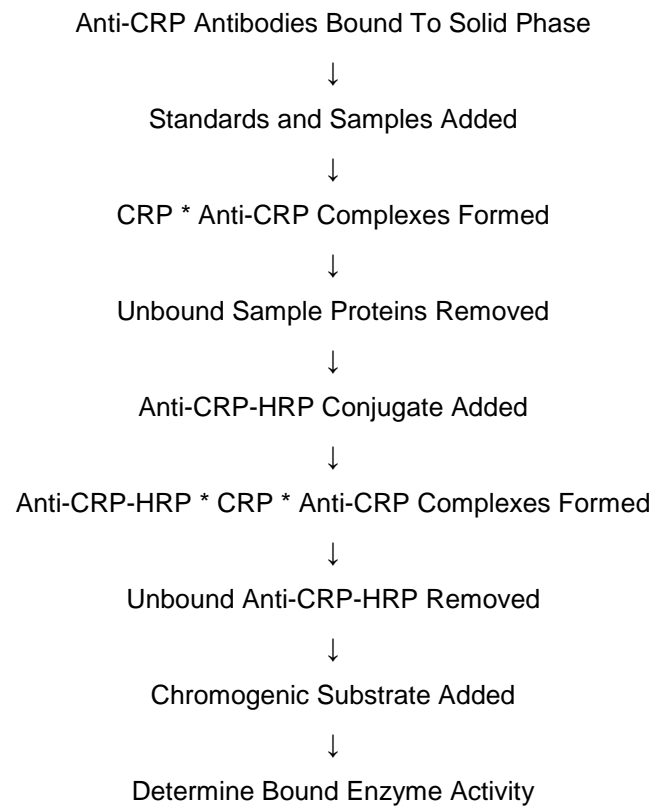 Anti-CRP Antibodies Bound To Solid Phase
↓
Standards and Samples Added
↓
CRP * Anti-CRP Complexes Formed
↓
Unbound Sample Proteins Removed
↓
Anti-CRP-HRP Conjugate Added
↓
Anti-CRP-HRP * CRP * Anti-CRP Complexes Formed
↓
Unbound Anti-CRP-HRP Removed
↓
Chromogenic Substrate Added
↓
Determine Bound Enzyme Activity